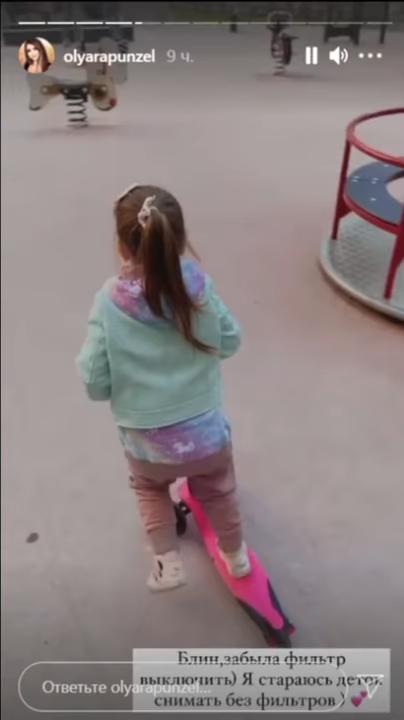 olyarapunzel 9 ч.
Блин,забыла фильтр
выключить) Я стараюсь деток
снимать без фильтров
Ответьте olyarapunzel...